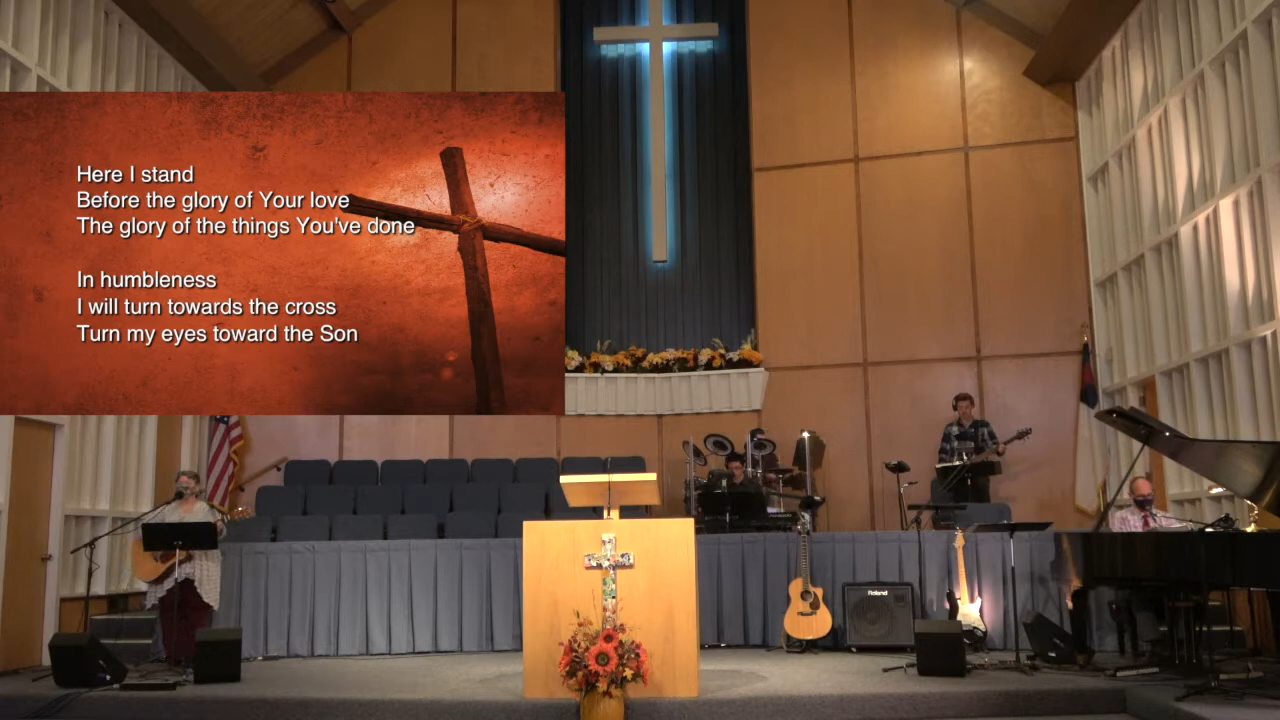 Here I stand
Before the glory of Your love
The glory of the things You've done
In humbleness
I will turn towards the cross
Turn my eyes toward the Son
Roland